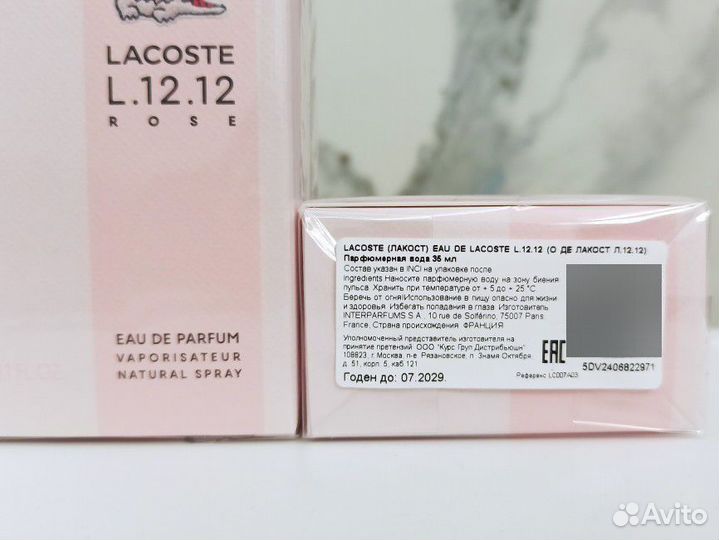 LACOSTE
L.12.12
ROSE
EAU DE PARFUM
VAPORISATEUR
NATURAL SPRAY
LACOSTE (ЛАКОСТ) EAU DE LACOSTE L.12.12 (О ДЕ ЛАКОСТ Л.12.12)
Парфюмерная вода 35 мл
Состав указан в INCI на упаковке после
Ingredients Наносите парфюмерную воду на зону биения
пульса. Хранить при температуре от + 5 до + 25 °С
Беречь от огня!Использование в пищу опасно для жизни
и здоровья. Избегать попадания в глаза. Изготовитель
INTERPARFUMS S.A., 10 rue de Solférino, 75007 Paris
France, Страна происхождения ФРАНЦИЯ
Уполномоченный представитель изготовителя на
принятие претензий ООО "Курс Груп Дистрибьюшн"
108823, г. Москва, п-е. Рязановское, п. Знамя Октября,
д. 51, корп. 5, каб.121
Годен до: 07.2029.
EAC
5DV2406822971
Референс LC007A03
Avito